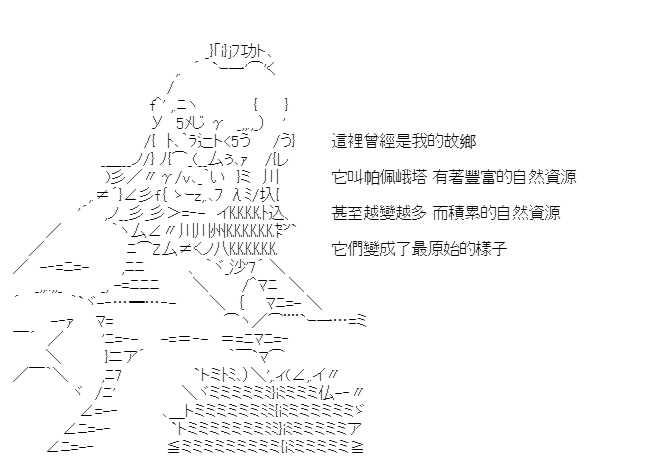 這裡曾經是我的故鄉
它叫帕佩峨塔 有著豐富的自然資源
甚至越變越多 而積累的自然資源
它們變成了最原始的樣子